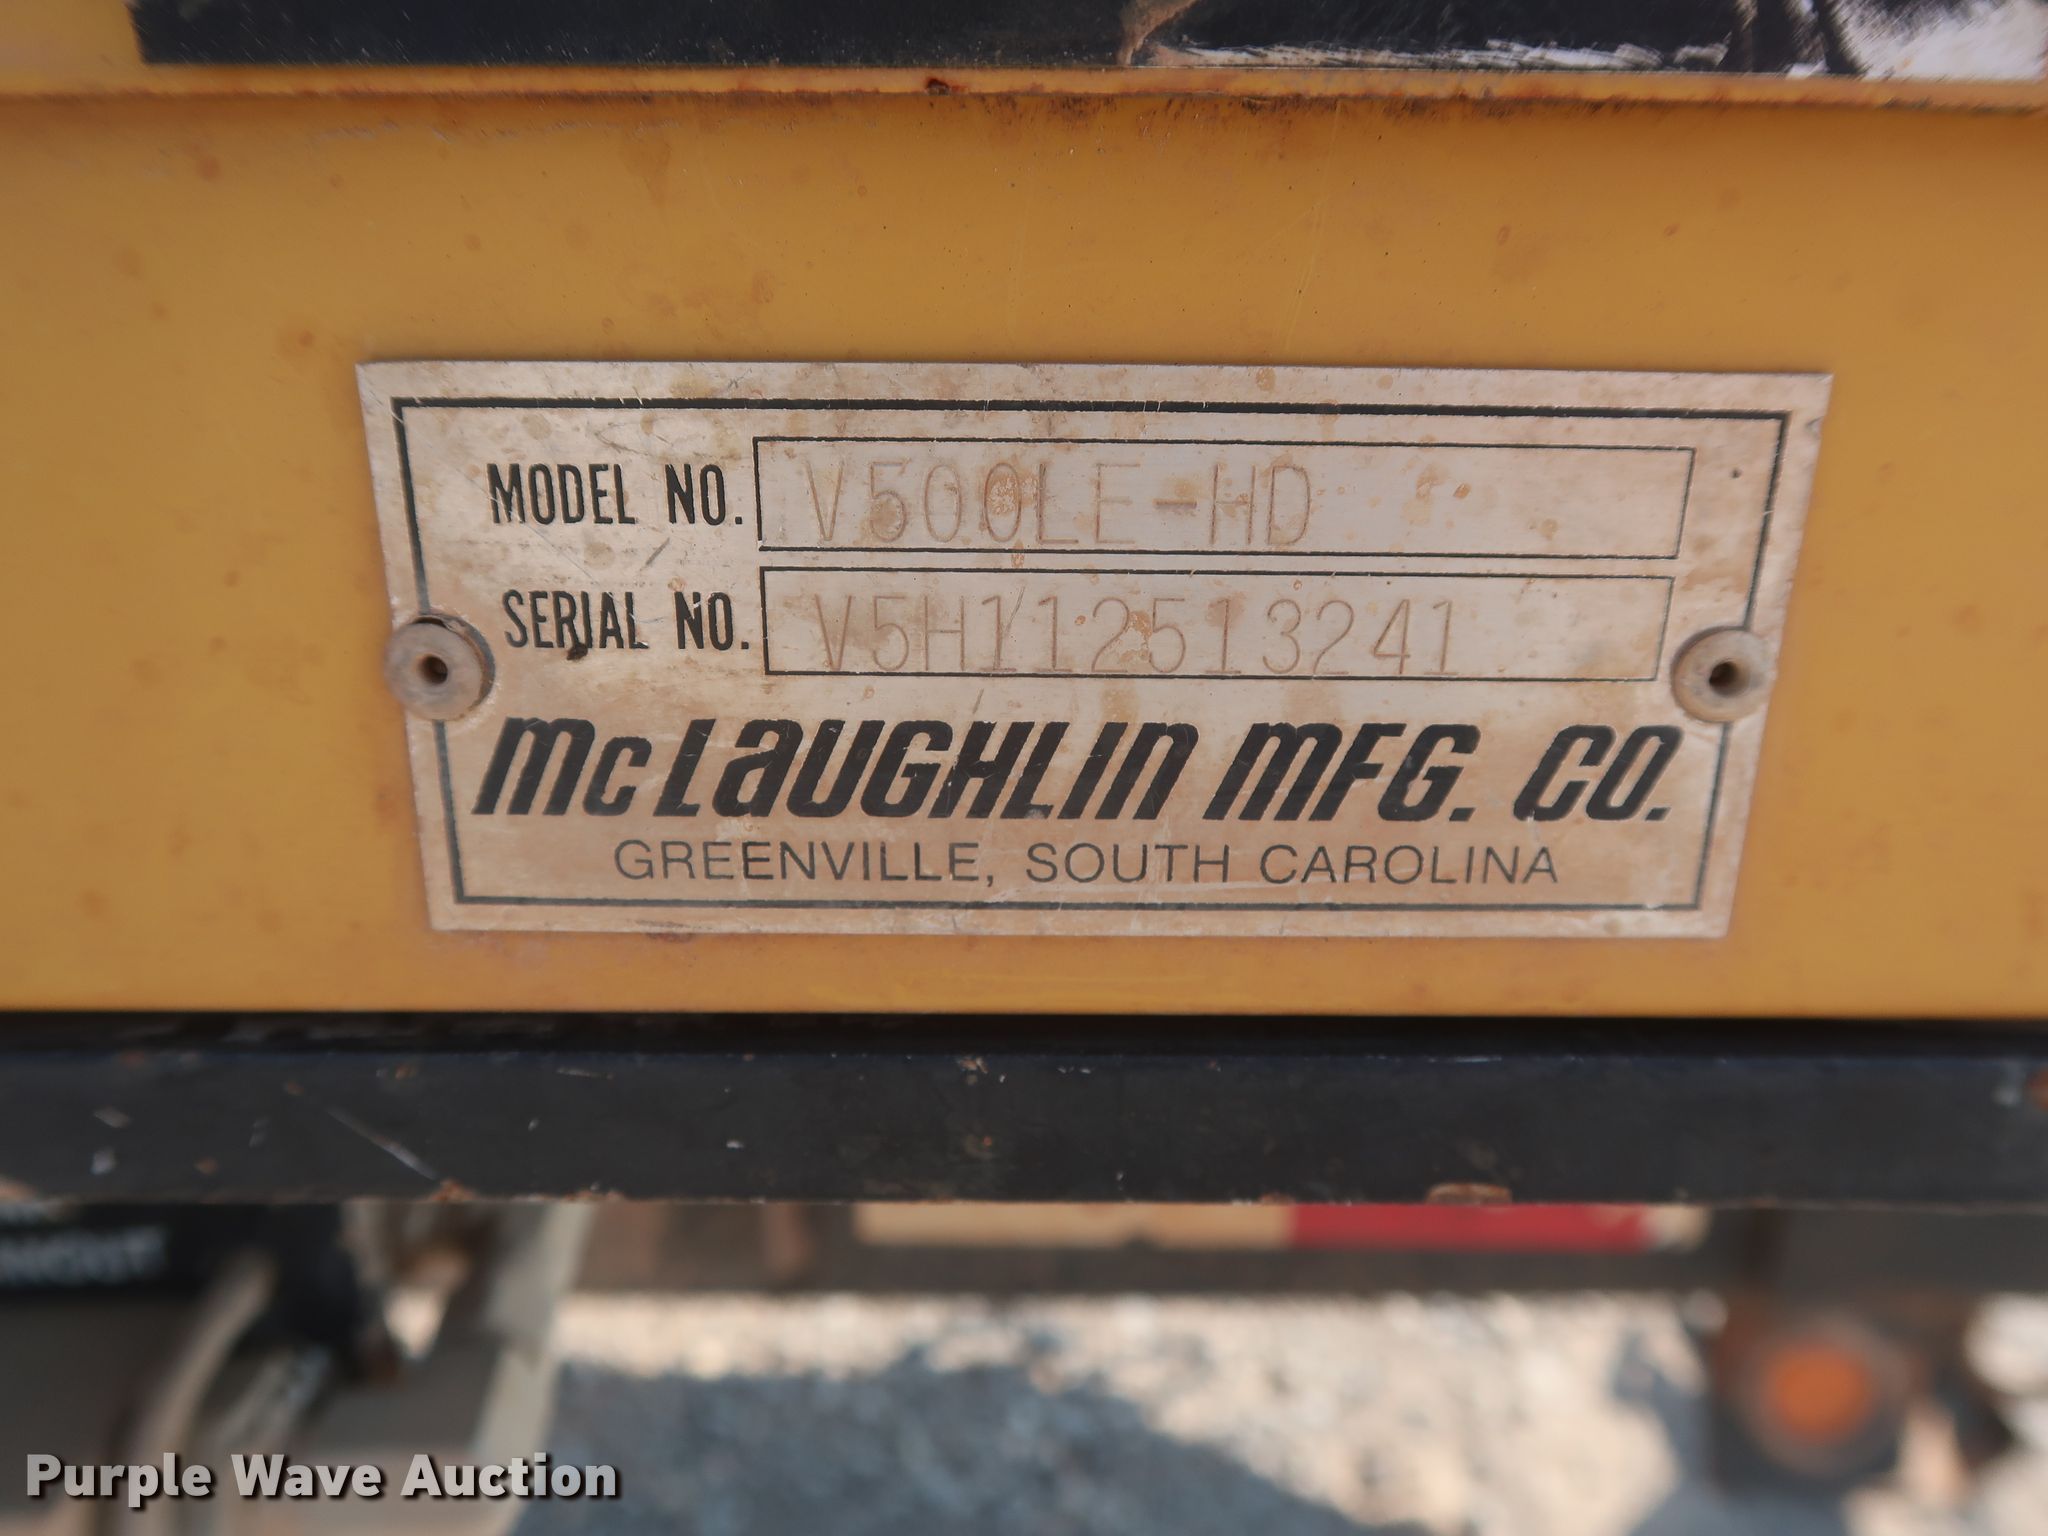 MODEL NO. V500LE-HD
SERIAL NO. V5H112513241
McLAUGHLIN MFG. CO.
GREENVILLE, SOUTH CAROLINA
Purple Wave Auction